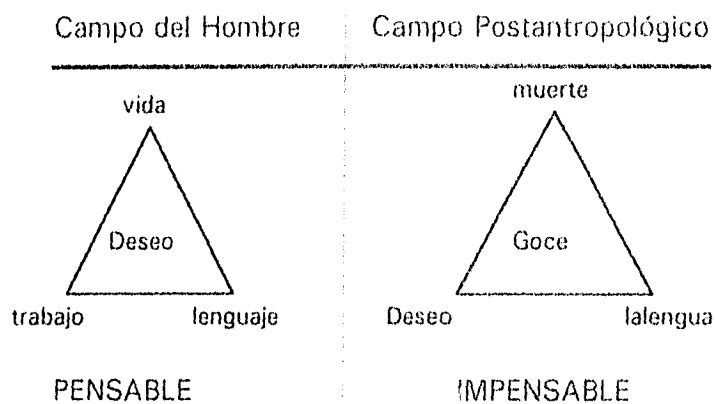 Campo del Hombre
Campo Postantropológico
vida
Deseo
trabajo lenguaje
PENSABLE
muerte
Goce
Deseo lalengua
IMPENSABLE